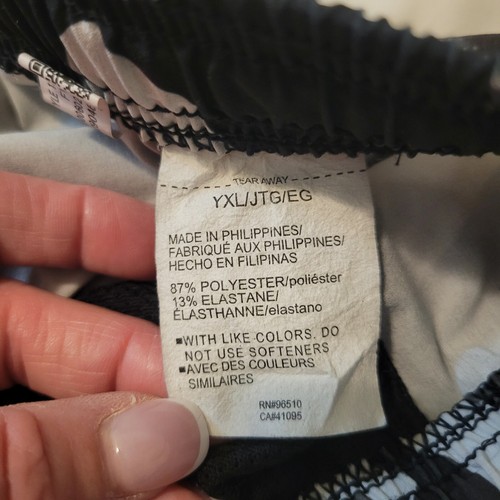 TEAR AWAY
YXL/JTG/EG
MADE IN PHILIPPINES/
FABRIQUÉ AUX PHILIPPINES/
HECHO EN FILIPINAS
87% POLYESTER/poliéster
13% ELASTANE/
ÉLASTHANNE/elastano
▪WITH LIKE COLORS. DO
NOT USE SOFTENERS
▪AVEC DES COULEURS
SIMILAIRES
RN#96510
CA#41095